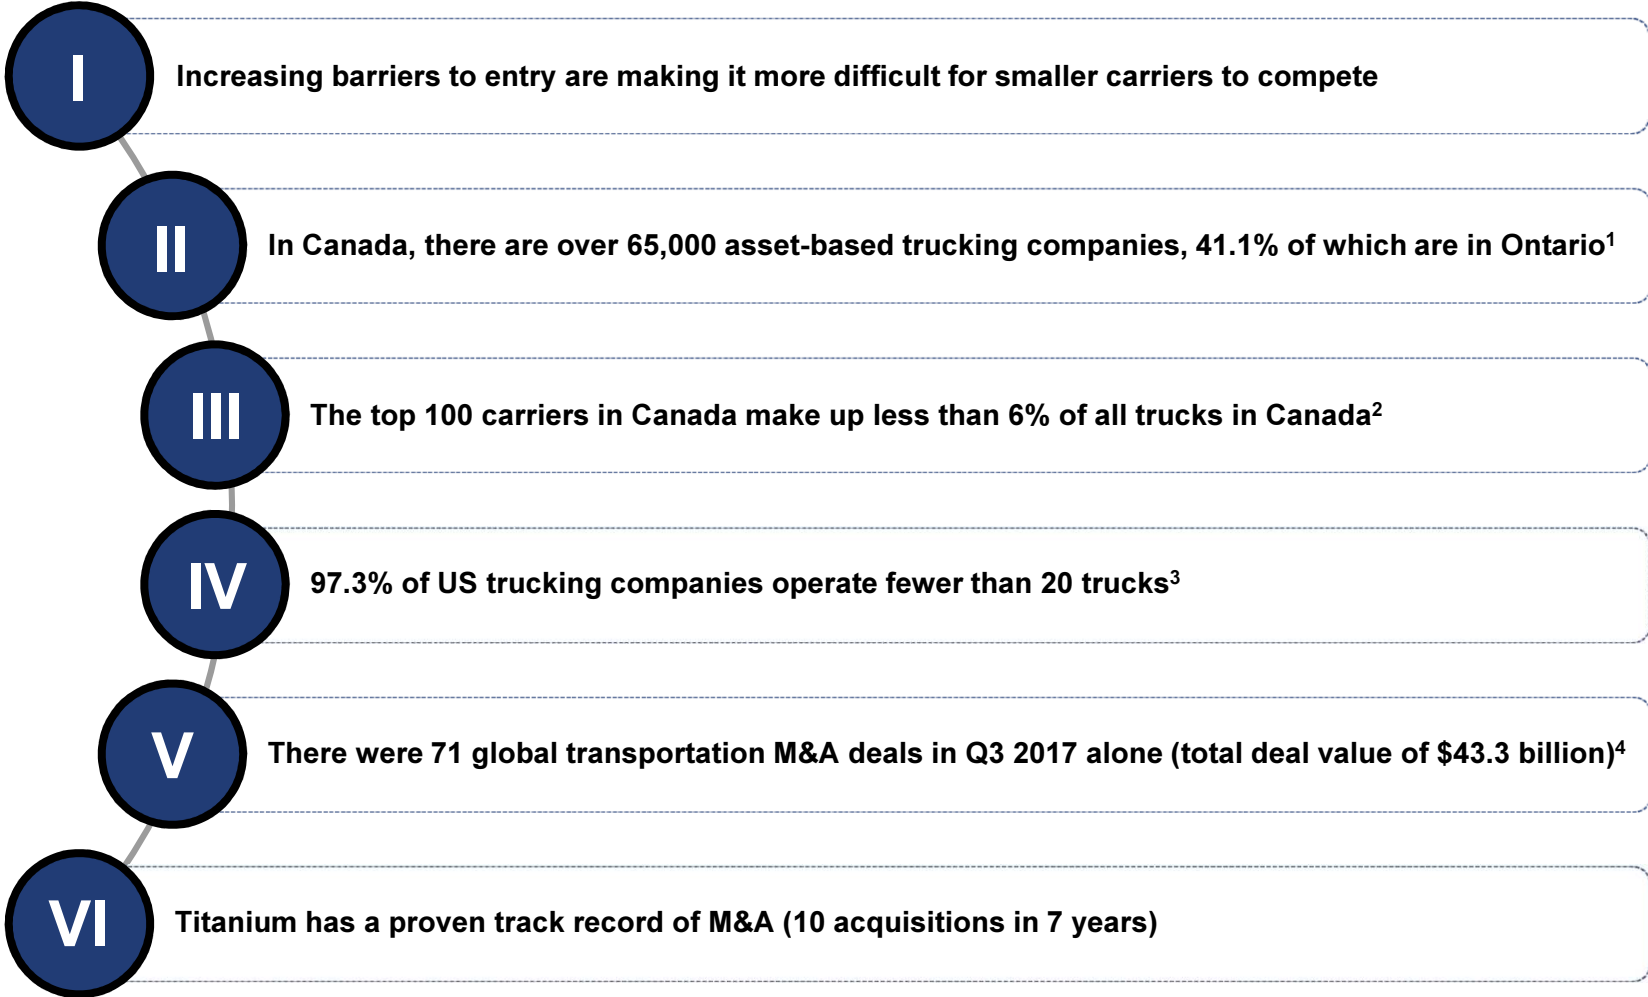 I
Increasing barriers to entry are making it more difficult for smaller carriers to compete
II
In Canada, there are over 65,000 asset-based trucking companies, 41.1% of which are in Ontario¹
III
The top 100 carriers in Canada make up less than 6% of all trucks in Canada²
IV
97.3% of US trucking companies operate fewer than 20 trucks³
V
There were 71 global transportation M&A deals in Q3 2017 alone (total deal value of $43.3 billion)⁴
VI
Titanium has a proven track record of M&A (10 acquisitions in 7 years)